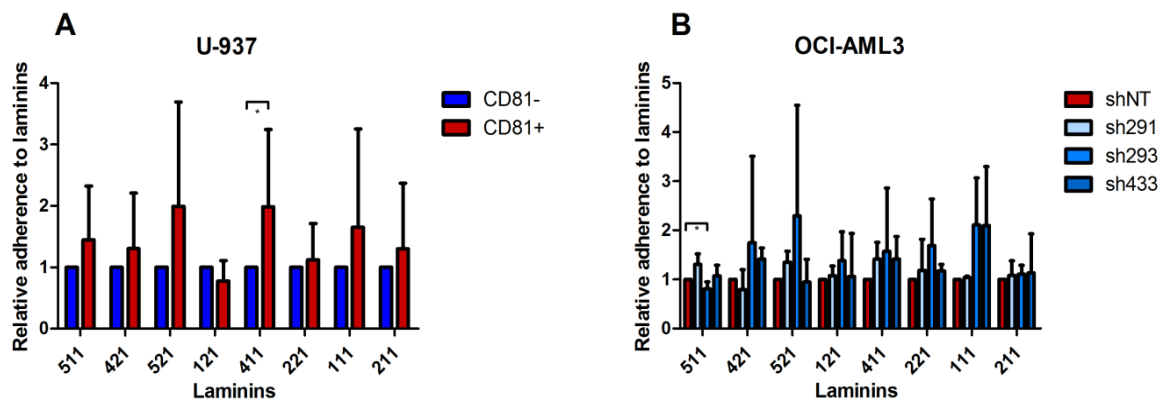 A
U-937
Relative adherence to laminins
4
3
2
1
0
*
511
421
521
121
411
221
111
211
Laminins
CD81-
CD81+
B
OCI-AML3
Relative adherence to laminins
5
4
3
2
1
0
*
511
421
521
121
411
221
111
211
Laminins
shNT
sh291
sh293
sh433